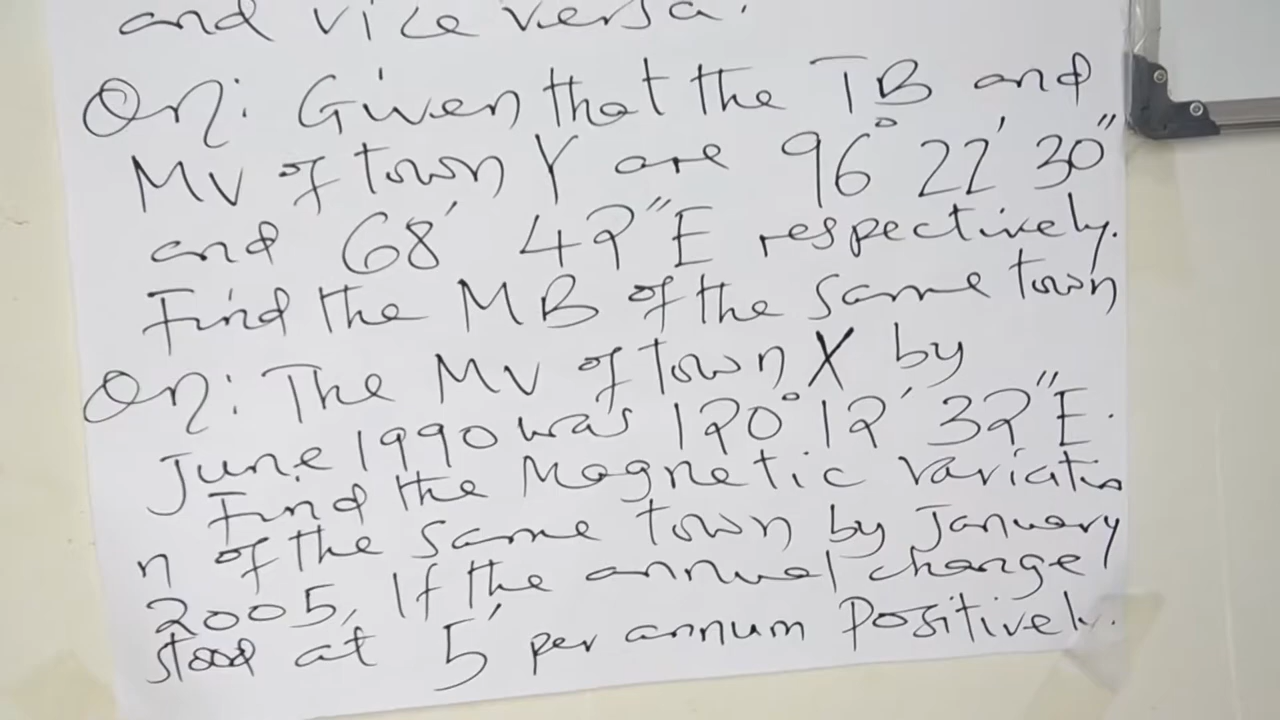 and vice versa.
Qn: Given that the TB and
MV of town Y are 96° 22' 30"
and 68' 42" E respectively.
Find the MB of the same town
Qn: The MV of town X by
June 1990 was 120° 12' 32" E.
Find the Magnetic variatio
n of the same town by January
2005, If the annual change
stood at 5' per annum Positively.